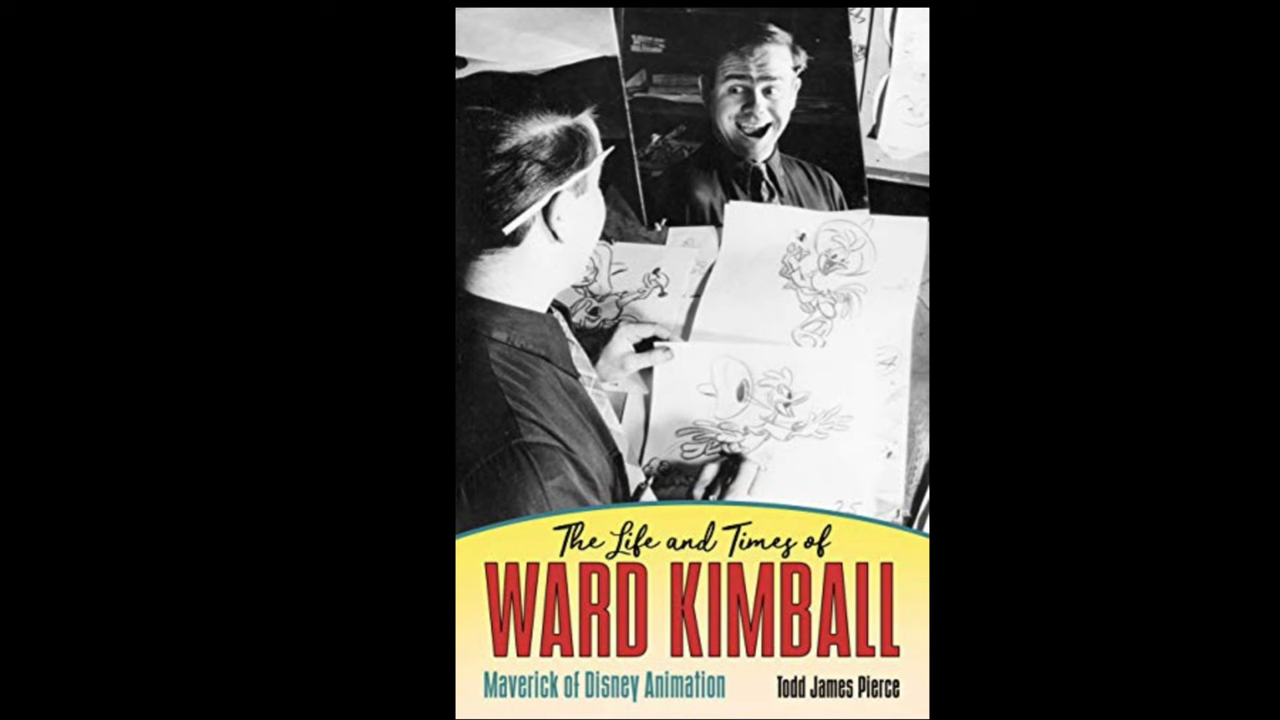 The Life and Times of
WARD KIMBALL
Maverick of Disney Animation
Todd James Pierce